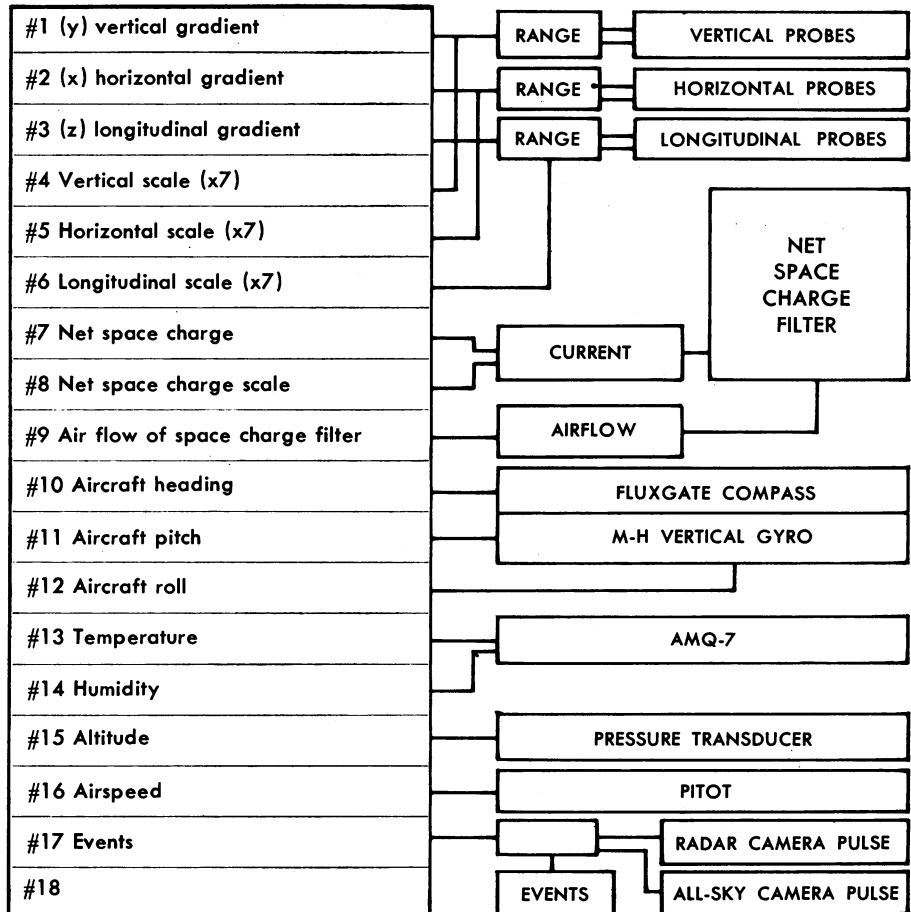 #1 (y) vertical gradient
#2 (x) horizontal gradient
#3 (z) longitudinal gradient
#4 Vertical scale (x7)
#5 Horizontal scale (x7)
#6 Longitudinal scale (x7)
#7 Net space charge
#8 Net space charge scale
#9 Air flow of space charge filter
#10 Aircraft heading
#11 Aircraft pitch
#12 Aircraft roll
#13 Temperature
#14 Humidity
#15 Altitude
#16 Airspeed
#17 Events
#18
RANGE
VERTICAL PROBES
RANGE
HORIZONTAL PROBES
RANGE
LONGITUDINAL PROBES
NET
SPACE
CHARGE
FILTER
CURRENT
AIRFLOW
FLUXGATE COMPASS
M-H VERTICAL GYRO
AMQ-7
PRESSURE TRANSDUCER
PITOT
RADAR CAMERA PULSE
EVENTS
ALL-SKY CAMERA PULSE